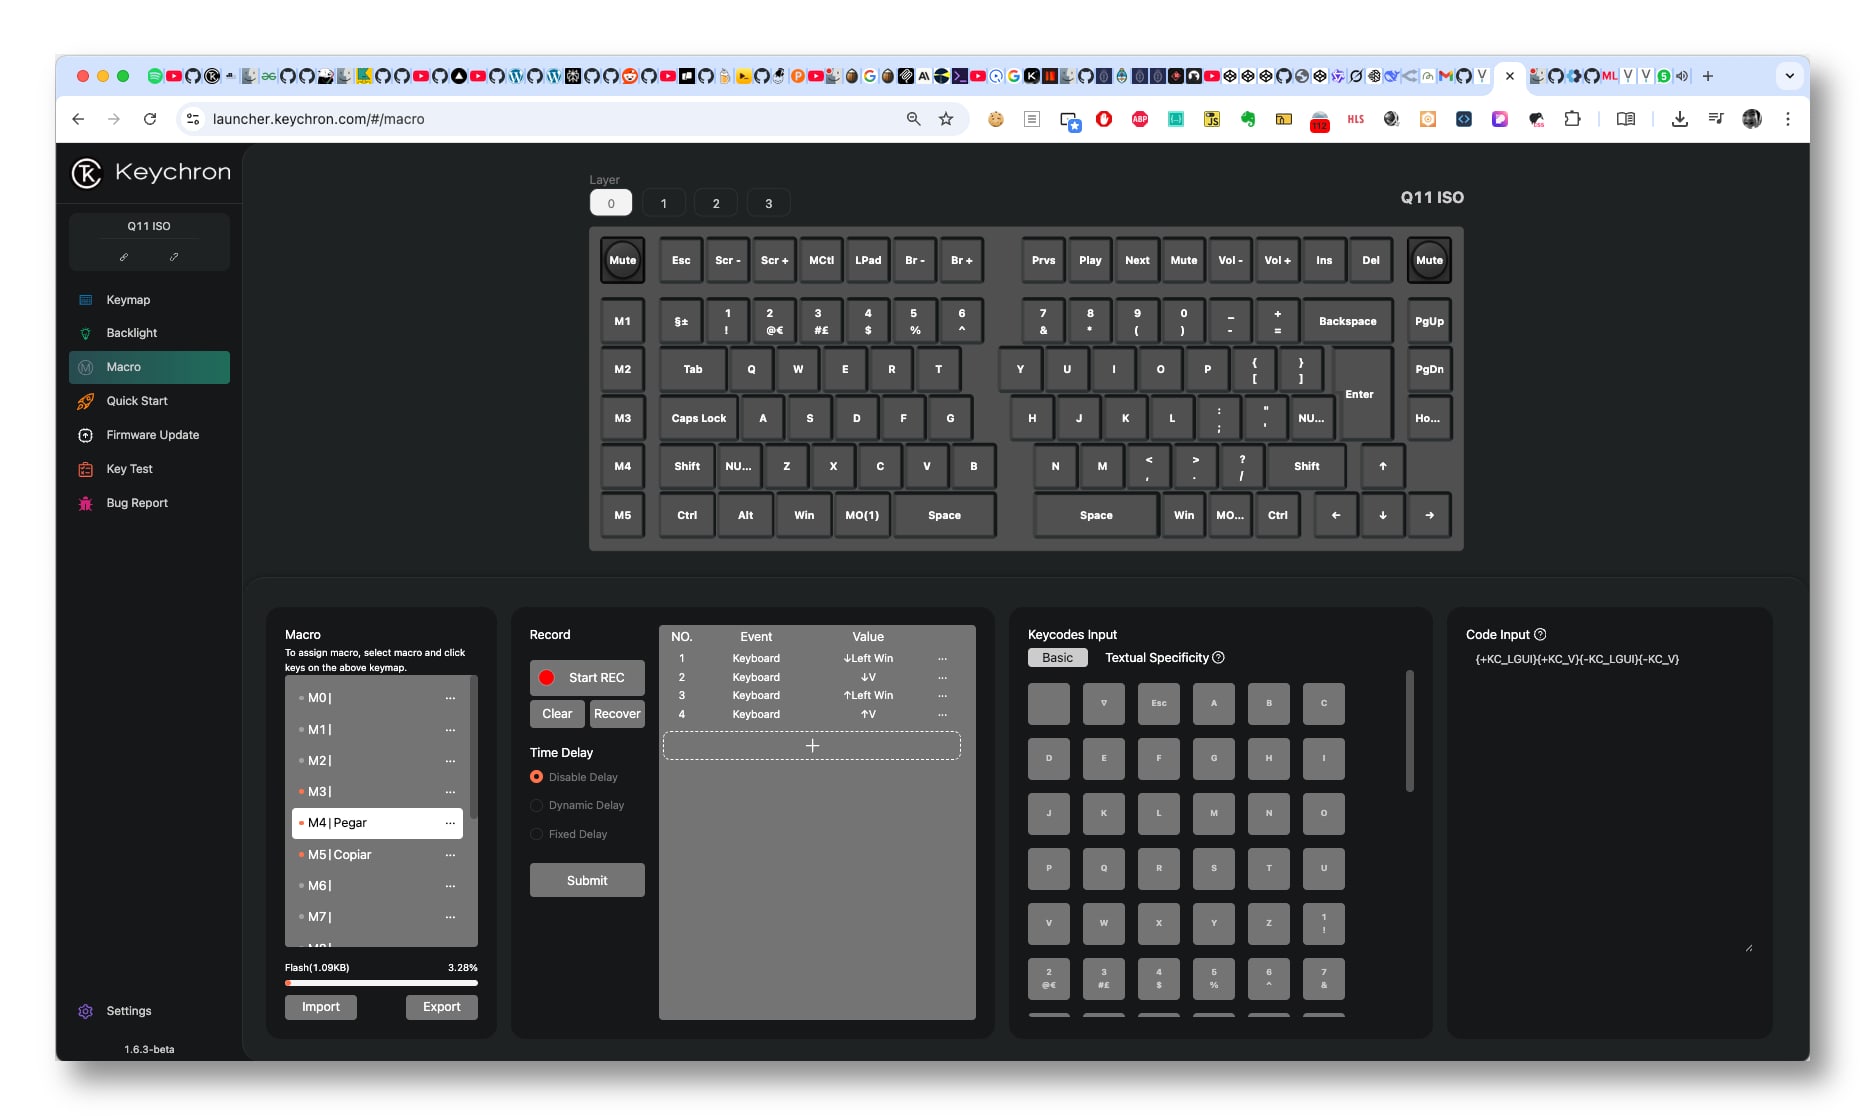 launcher.keychron.com/#/macro
112
HLS
Keychron
Q11 ISO
Keymap
Backlight
Macro
Quick Start
Firmware Update
Key Test
Bug Report
Settings
1.6.3-beta
Layer
0 1 2 3
Q11 ISO
Mute Esc Scr - Scr + MCtl LPad Br - Br + Prvs Play Next Mute Vol - Vol + Ins Del Mute
M1 §± 1 ! 2 @€ 3 #£ 4 $ 5 % 6 ^ 7 & 8 * 9 ( 0 ) _ - + = Backspace PgUp
M2 Tab Q W E R T Y U I O P { [ } ] Enter PgDn
M3 Caps Lock A S D F G H J K L : ; " ' NU... Ho...
M4 Shift NU... Z X C V B N M < , > . ? / Shift ↑
M5 Ctrl Alt Win MO(1) Space Space Win MO... Ctrl ← ↓ →
Macro
To assign macro, select macro and click
keys on the above keymap.
M0| ...
M1| ...
M2| ...
M3| ...
M4|Pegar ...
M5|Copiar ...
M6| ...
M7| ...
Flash(1.09KB) 3.28%
Import Export
Record
Start REC
Clear Recover
Time Delay
Disable Delay
Dynamic Delay
Fixed Delay
Submit
NO. Event Value
1 Keyboard ↓Left Win ...
2 Keyboard ↓V ...
3 Keyboard ↑Left Win ...
4 Keyboard ↑V ...
+
Keycodes Input
Basic Textual Specificity ?
▽ Esc A B C
D E F G H I
J K L M N O
P Q R S T U
V W X Y Z 1 !
2 @€ 3 #£ 4 $ 5 % 6 ^ 7 &
Code Input ?
{+KC_LGUI}{+KC_V}{-KC_LGUI}{-KC_V}